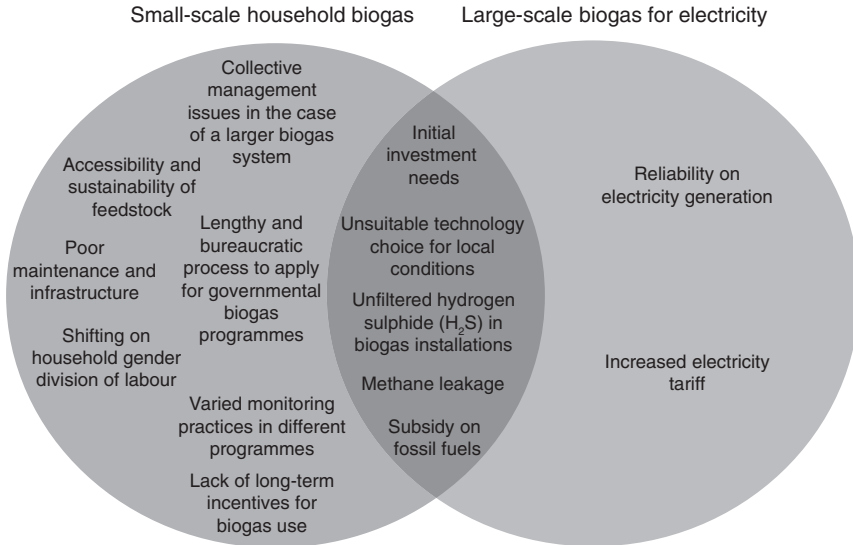 Small-scale household biogas
Large-scale biogas for electricity
Collective
management
issues in the case
of a larger biogas
system
Accessibility and
sustainability of
feedstock
Lengthy and
bureaucratic
process to apply
for governmental
biogas
programmes
Poor
maintenance and
infrastructure
Shifting on
household gender
division of labour
Varied monitoring
practices in different
programmes
Lack of long-term
incentives for
biogas use
Initial
investment
needs
Unsuitable technology
choice for local
conditions
Unfiltered hydrogen
sulphide (H₂S) in
biogas installations
Methane leakage
Subsidy on
fossil fuels
Reliability on
electricity generation
Increased electricity
tariff